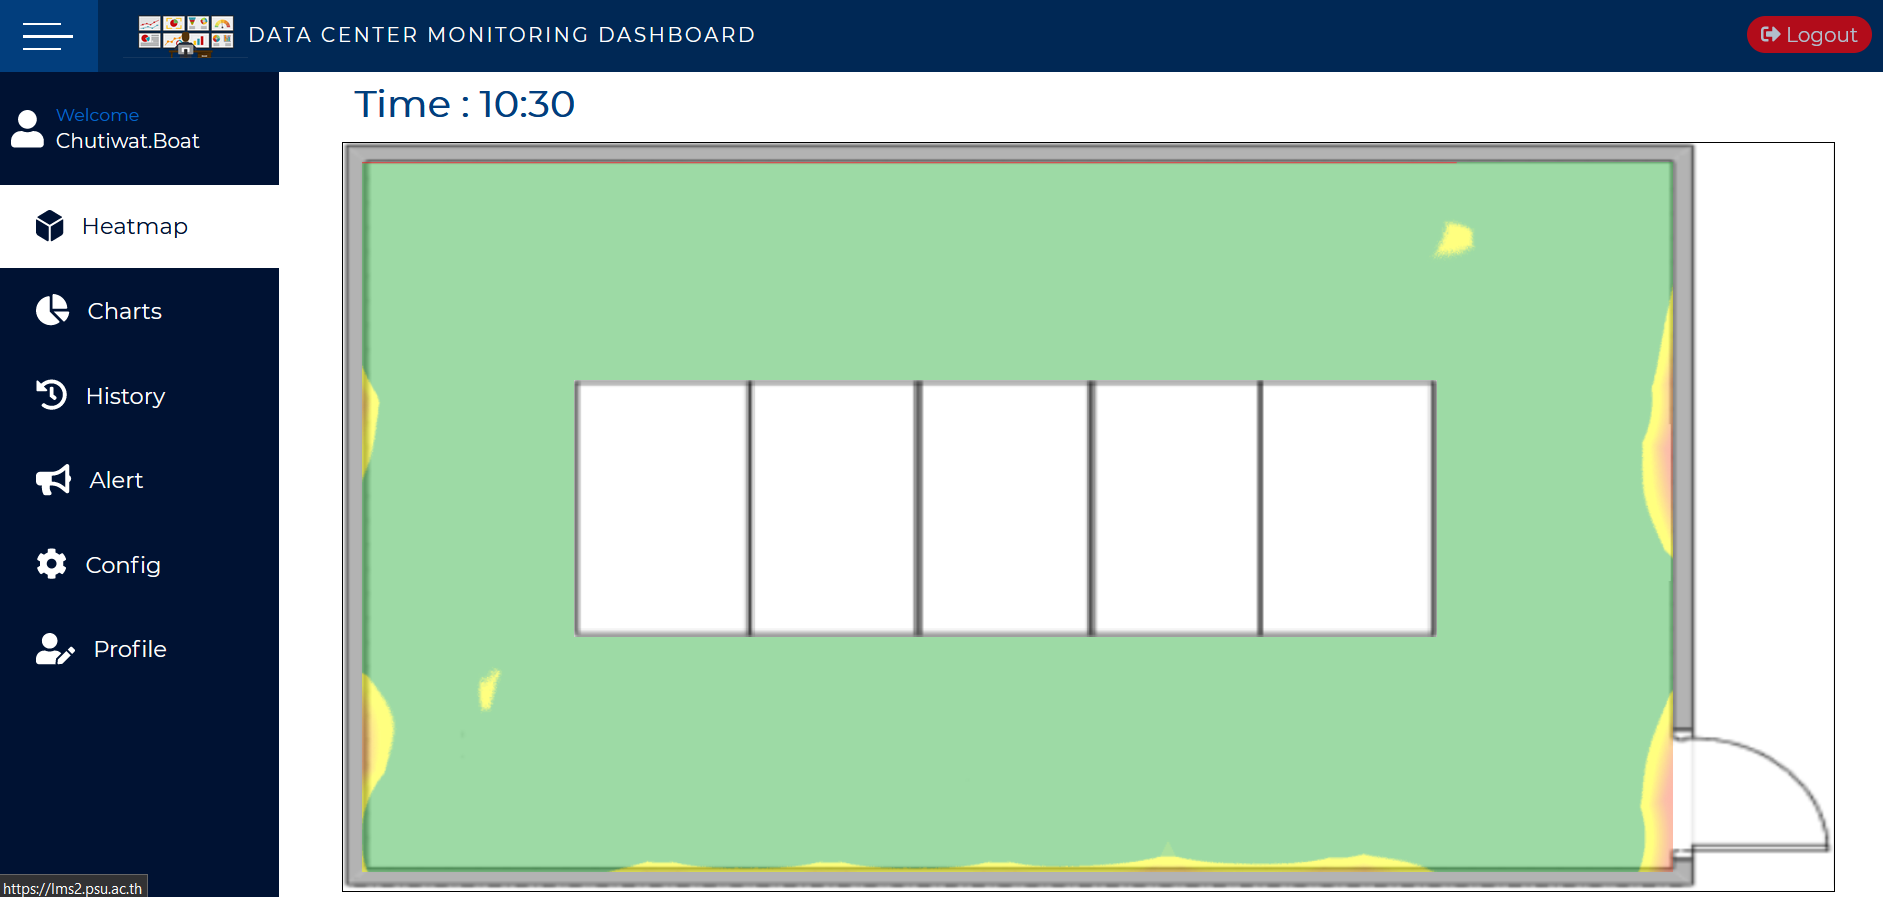 DATA CENTER MONITORING DASHBOARD
Logout
Welcome
Chutiwat.Boat
Time : 10:30
Heatmap
Charts
History
Alert
Config
Profile
https://lms2.psu.ac.th